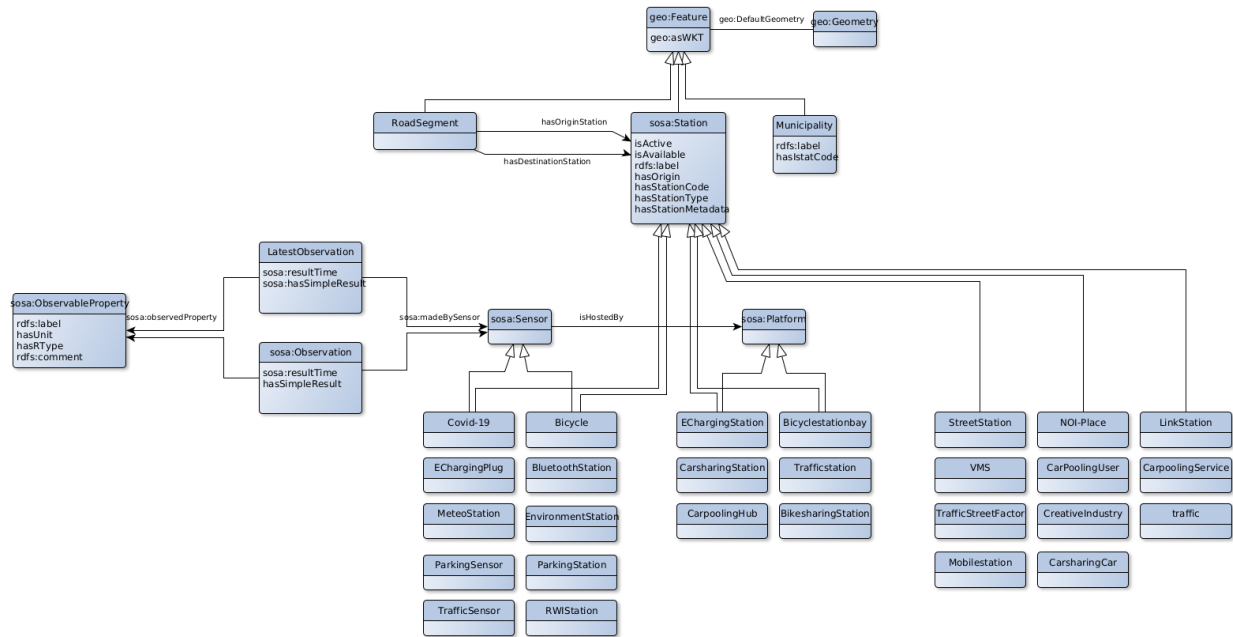 geo:Feature
geo:asWKT
geo:DefaultGeometry
geo:Geometry
RoadSegment
hasOriginStation
hasDestinationStation
sosa:Station
isActive
isAvailable
rdfs:label
hasOrigin
hasStationCode
hasStationType
hasStationMetadata
Municipality
rdfs:label
hasIstatCode
LatestObservation
sosa:resultTime
sosa:hasSimpleResult
sosa:ObservableProperty
rdfs:label
hasUnit
hasRType
rdfs:comment
sosa:observedProperty
sosa:madeBySensor
sosa:Sensor
isHostedBy
sosa:Platform
sosa:Observation
sosa:resultTime
hasSimpleResult
Covid-19
Bicycle
EChargingStation
Bicyclestationbay
StreetStation
NOI-Place
LinkStation
EChargingPlug
BluetoothStation
CarsharingStation
Trafficstation
VMS
CarPoolingUser
CarpoolingService
MeteoStation
EnvironmentStation
CarpoolingHub
BikesharingStation
TrafficStreetFactor
CreativeIndustry
traffic
ParkingSensor
ParkingStation
Mobilestation
CarsharingCar
TrafficSensor
RWIStation